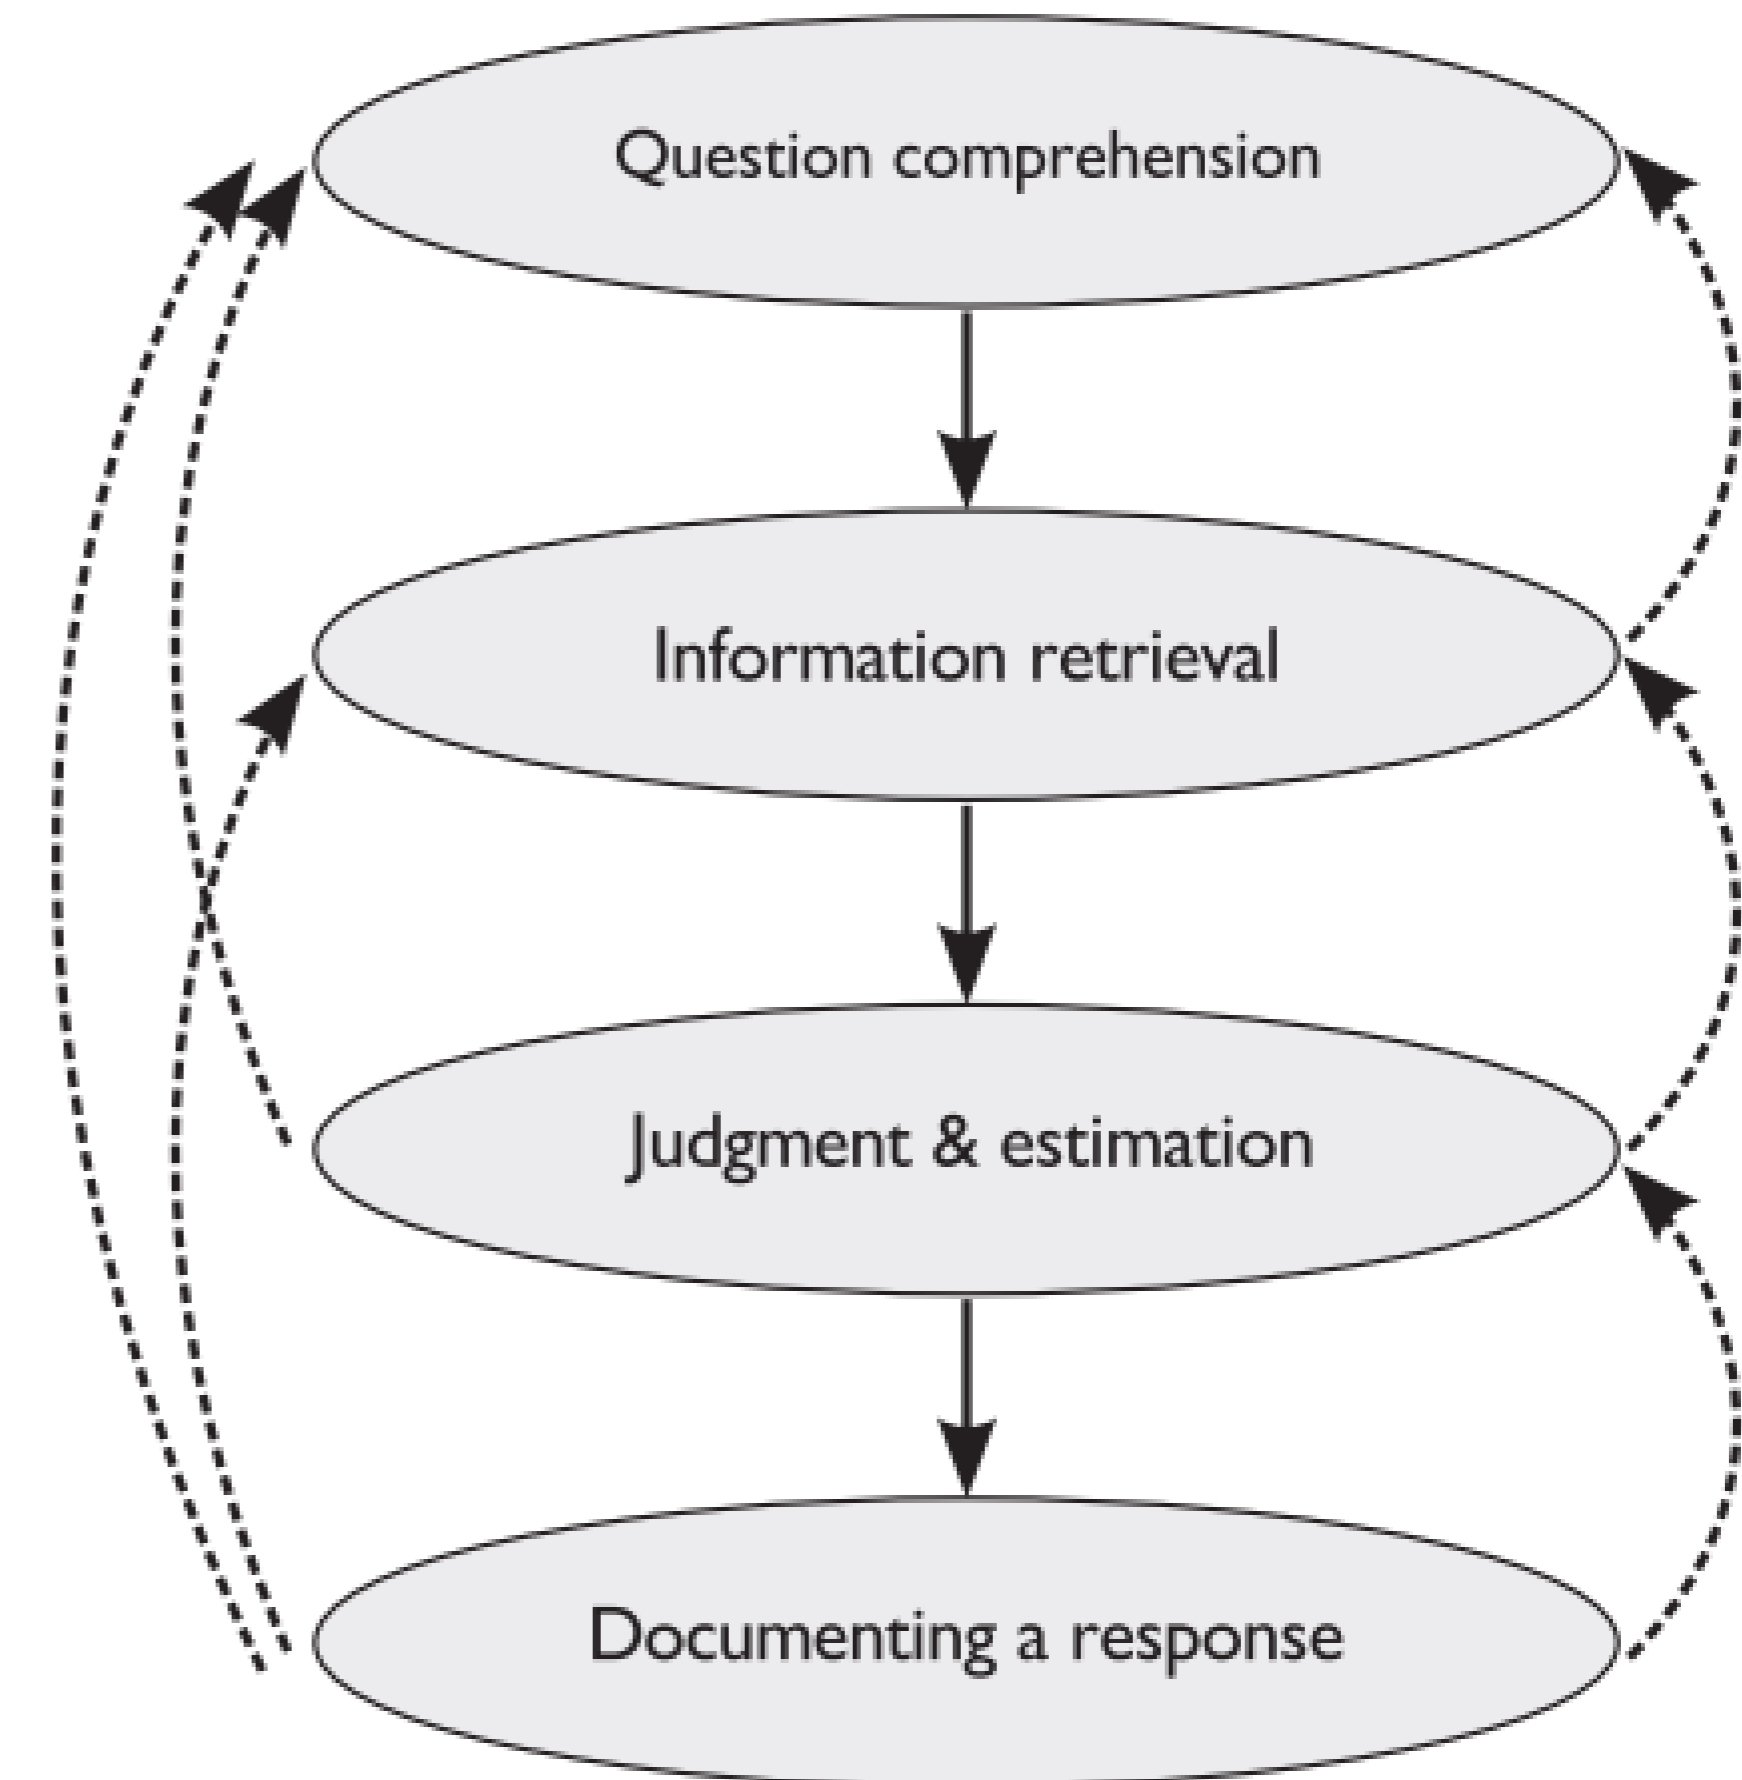 Question comprehension
Information retrieval
Judgment & estimation
Documenting a response